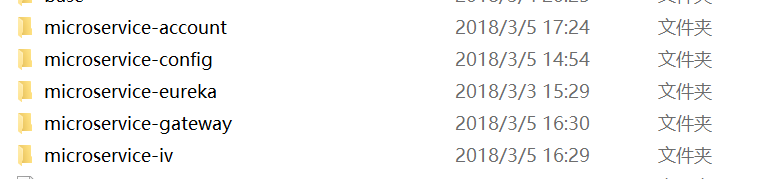 microservice-account 2018/3/5 17:24 文件夹
microservice-config 2018/3/5 14:54 文件夹
microservice-eureka 2018/3/3 15:29 文件夹
microservice-gateway 2018/3/5 16:30 文件夹
microservice-iv 2018/3/5 16:29 文件夹